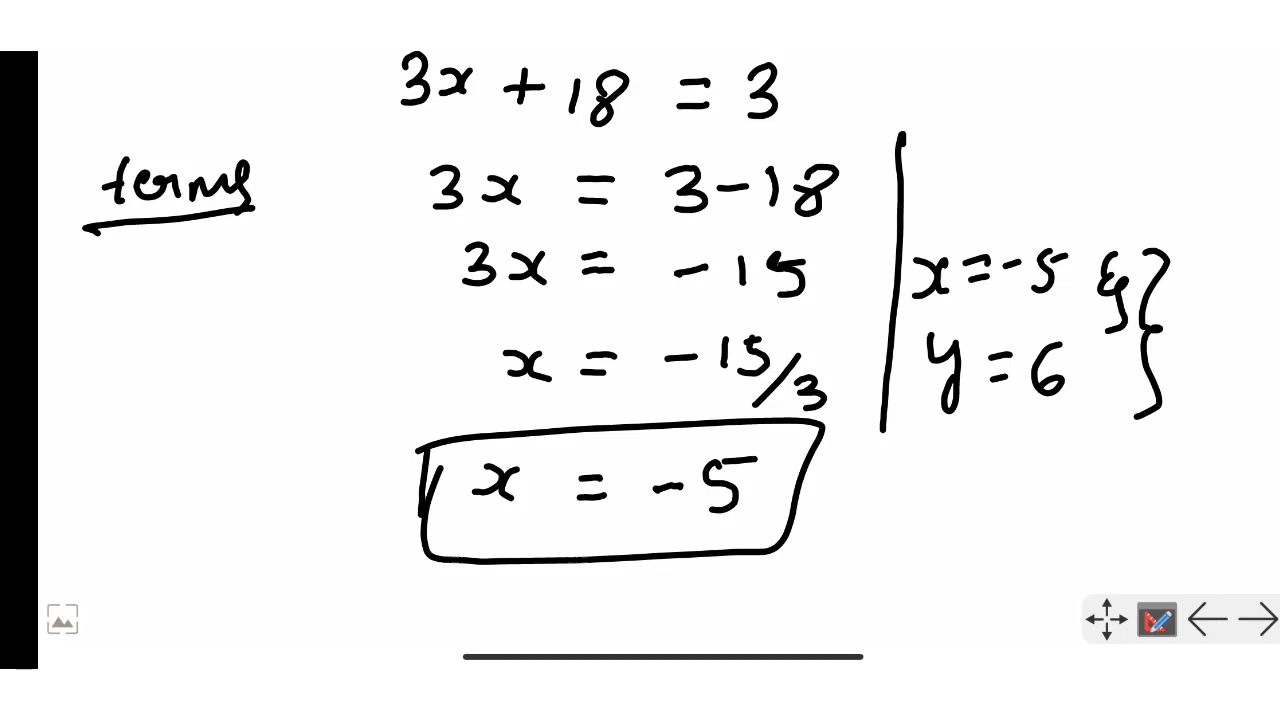 3x + 18 = 3
terms
3x = 3 - 18
3x = -15
x = -15/3
x = -5
x = -5 &
y = 6